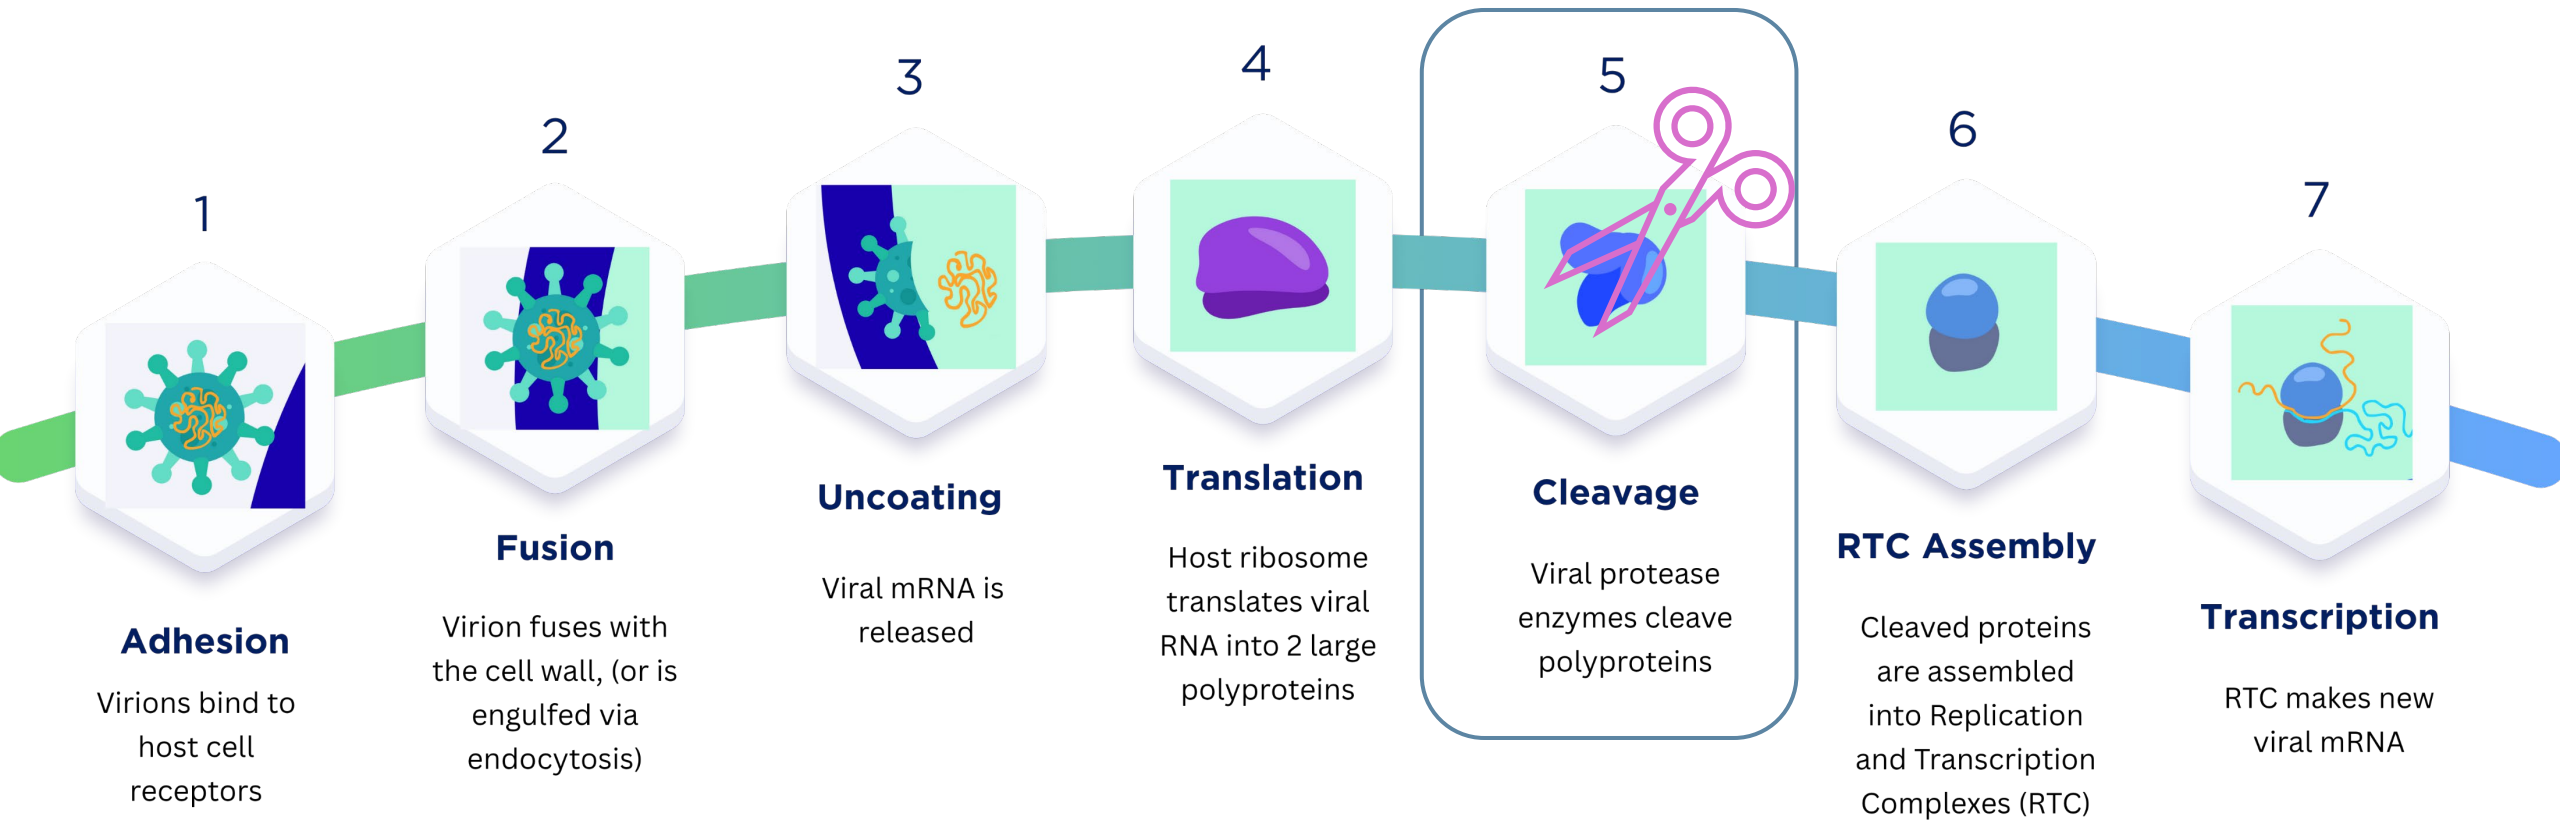 1
Adhesion
Virions bind to
host cell
receptors
2
Fusion
Virion fuses with
the cell wall, (or is
engulfed via
endocytosis)
3
Uncoating
Viral mRNA is
released
4
Translation
Host ribosome
translates viral
RNA into 2 large
polyproteins
5
Cleavage
Viral protease
enzymes cleave
polyproteins
6
RTC Assembly
Cleaved proteins
are assembled
into Replication
and Transcription
Complexes (RTC)
7
Transcription
RTC makes new
viral mRNA